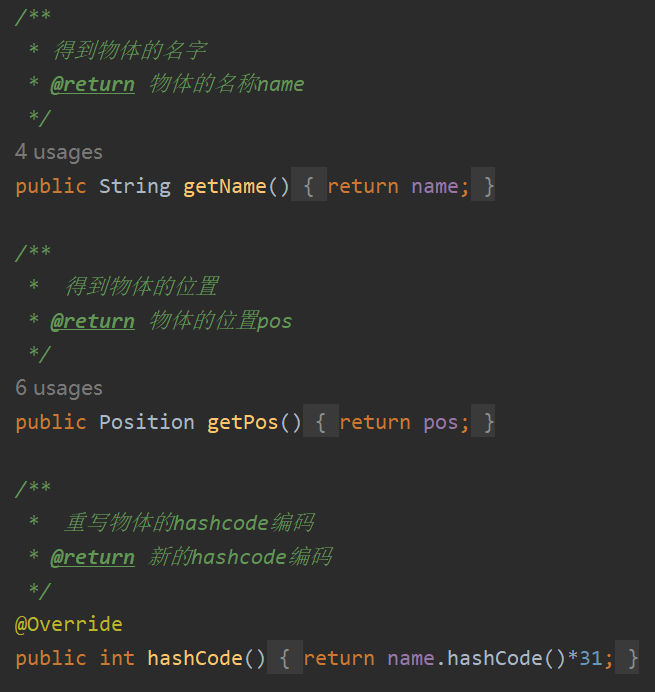 /**
 * 得到物体的名字
 * @return 物体的名称name
 */
4 usages
public String getName() { return name; }
/**
 *  得到物体的位置
 * @return 物体的位置pos
 */
6 usages
public Position getPos() { return pos; }
/**
 *  重写物体的hashcode编码
 * @return 新的hashcode编码
 */
@Override
public int hashCode() { return name.hashCode()*31; }